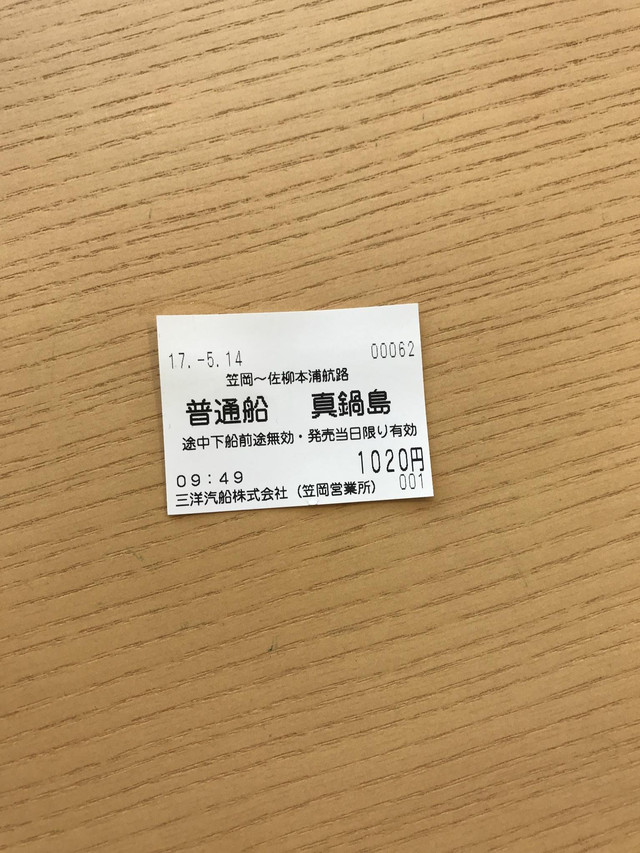 17.-5.14 00062
笠岡～佐柳本浦航路
普通船 真鍋島
途中下船前途無効・発売当日限り有効
1020円
09:49 001
三洋汽船株式会社（笠岡営業所）